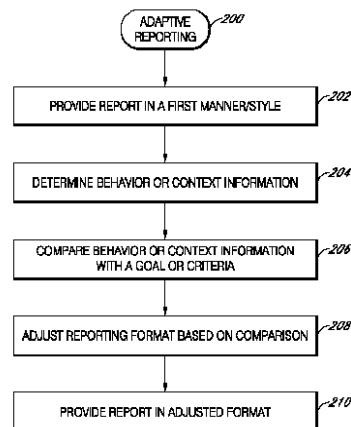 ADAPTIVE
REPORTING
200
PROVIDE REPORT IN A FIRST MANNER/STYLE
202
DETERMINE BEHAVIOR OR CONTEXT INFORMATION
204
COMPARE BEHAVIOR OR CONTEXT INFORMATION
WITH A GOAL OR CRITERIA
206
ADJUST REPORTING FORMAT BASED ON COMPARISON
208
PROVIDE REPORT IN ADJUSTED FORMAT
210